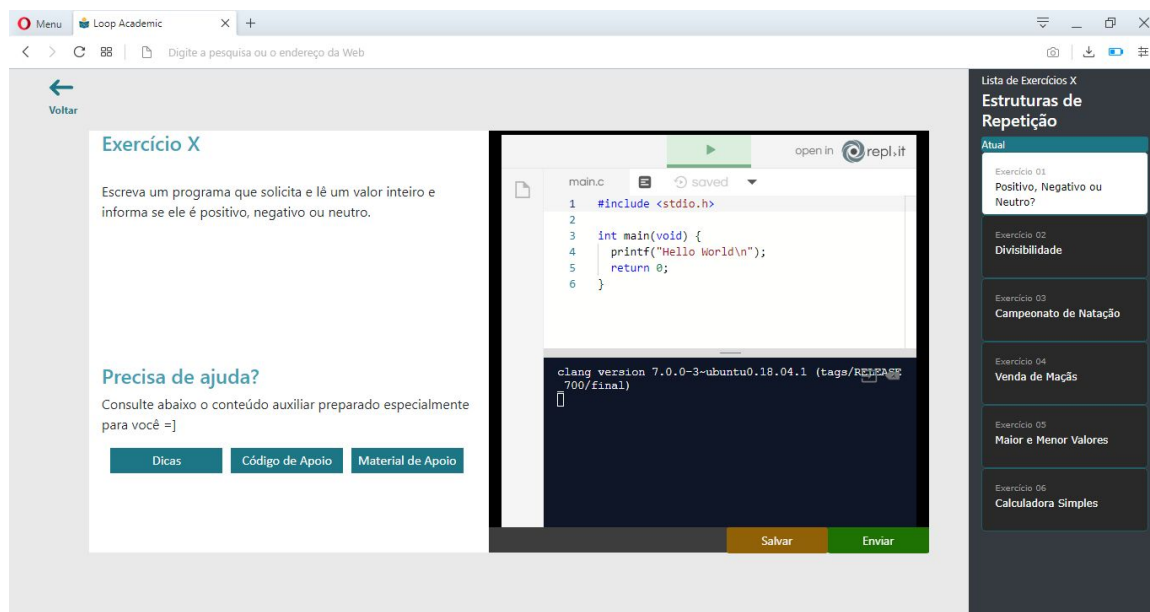 Menu
Loop Academic
Digite a pesquisa ou o endereço da Web
Voltar
Exercício X
Escreva um programa que solicita e lê um valor inteiro e
informa se ele é positivo, negativo ou neutro.
Precisa de ajuda?
Consulte abaixo o conteúdo auxiliar preparado especialmente
para você =]
Dicas
Código de Apoio
Material de Apoio
open in repl.it
main.c
saved
1 #include <stdio.h>
2
3 int main(void) {
4 printf("Hello World\n");
5 return 0;
6 }
clang version 7.0.0-3~ubuntu0.18.04.1 (tags/RELEASE
_700/final)
Salvar
Enviar
Lista de Exercícios X
Estruturas de
Repetição
Atual
Exercício 01
Positivo, Negativo ou
Neutro?
Exercício 02
Divisibilidade
Exercício 03
Campeonato de Natação
Exercício 04
Venda de Maçãs
Exercício 05
Maior e Menor Valores
Exercício 06
Calculadora Simples